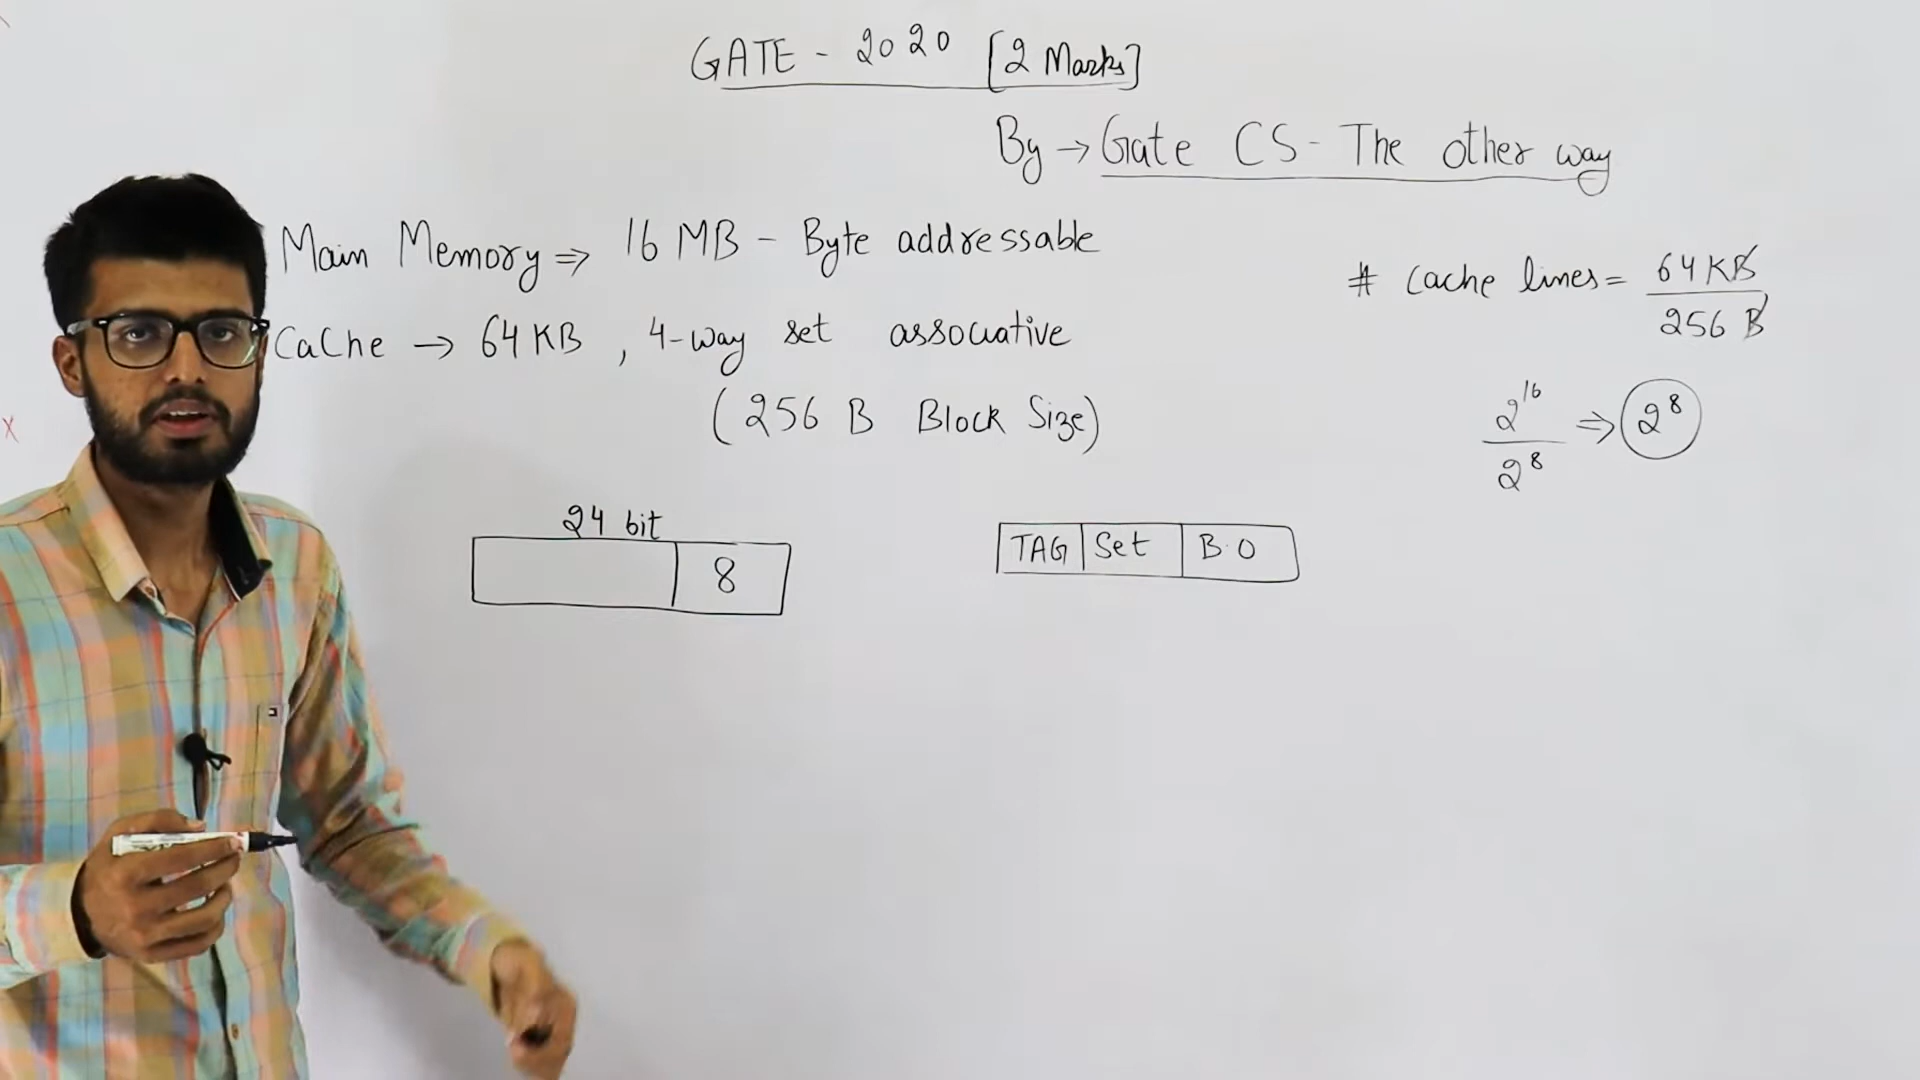 GATE - 2020 [2 Marks]
By → Gate CS - The other way
Main Memory ⇒ 16 MB - Byte addressable
Cache → 64 KB , 4-way set associative
(256 B Block Size)
# Cache lines = 64 KB / 256 B
2^16 / 2^8 ⇒ 2^8
24 bit
8
TAG Set B.O
X